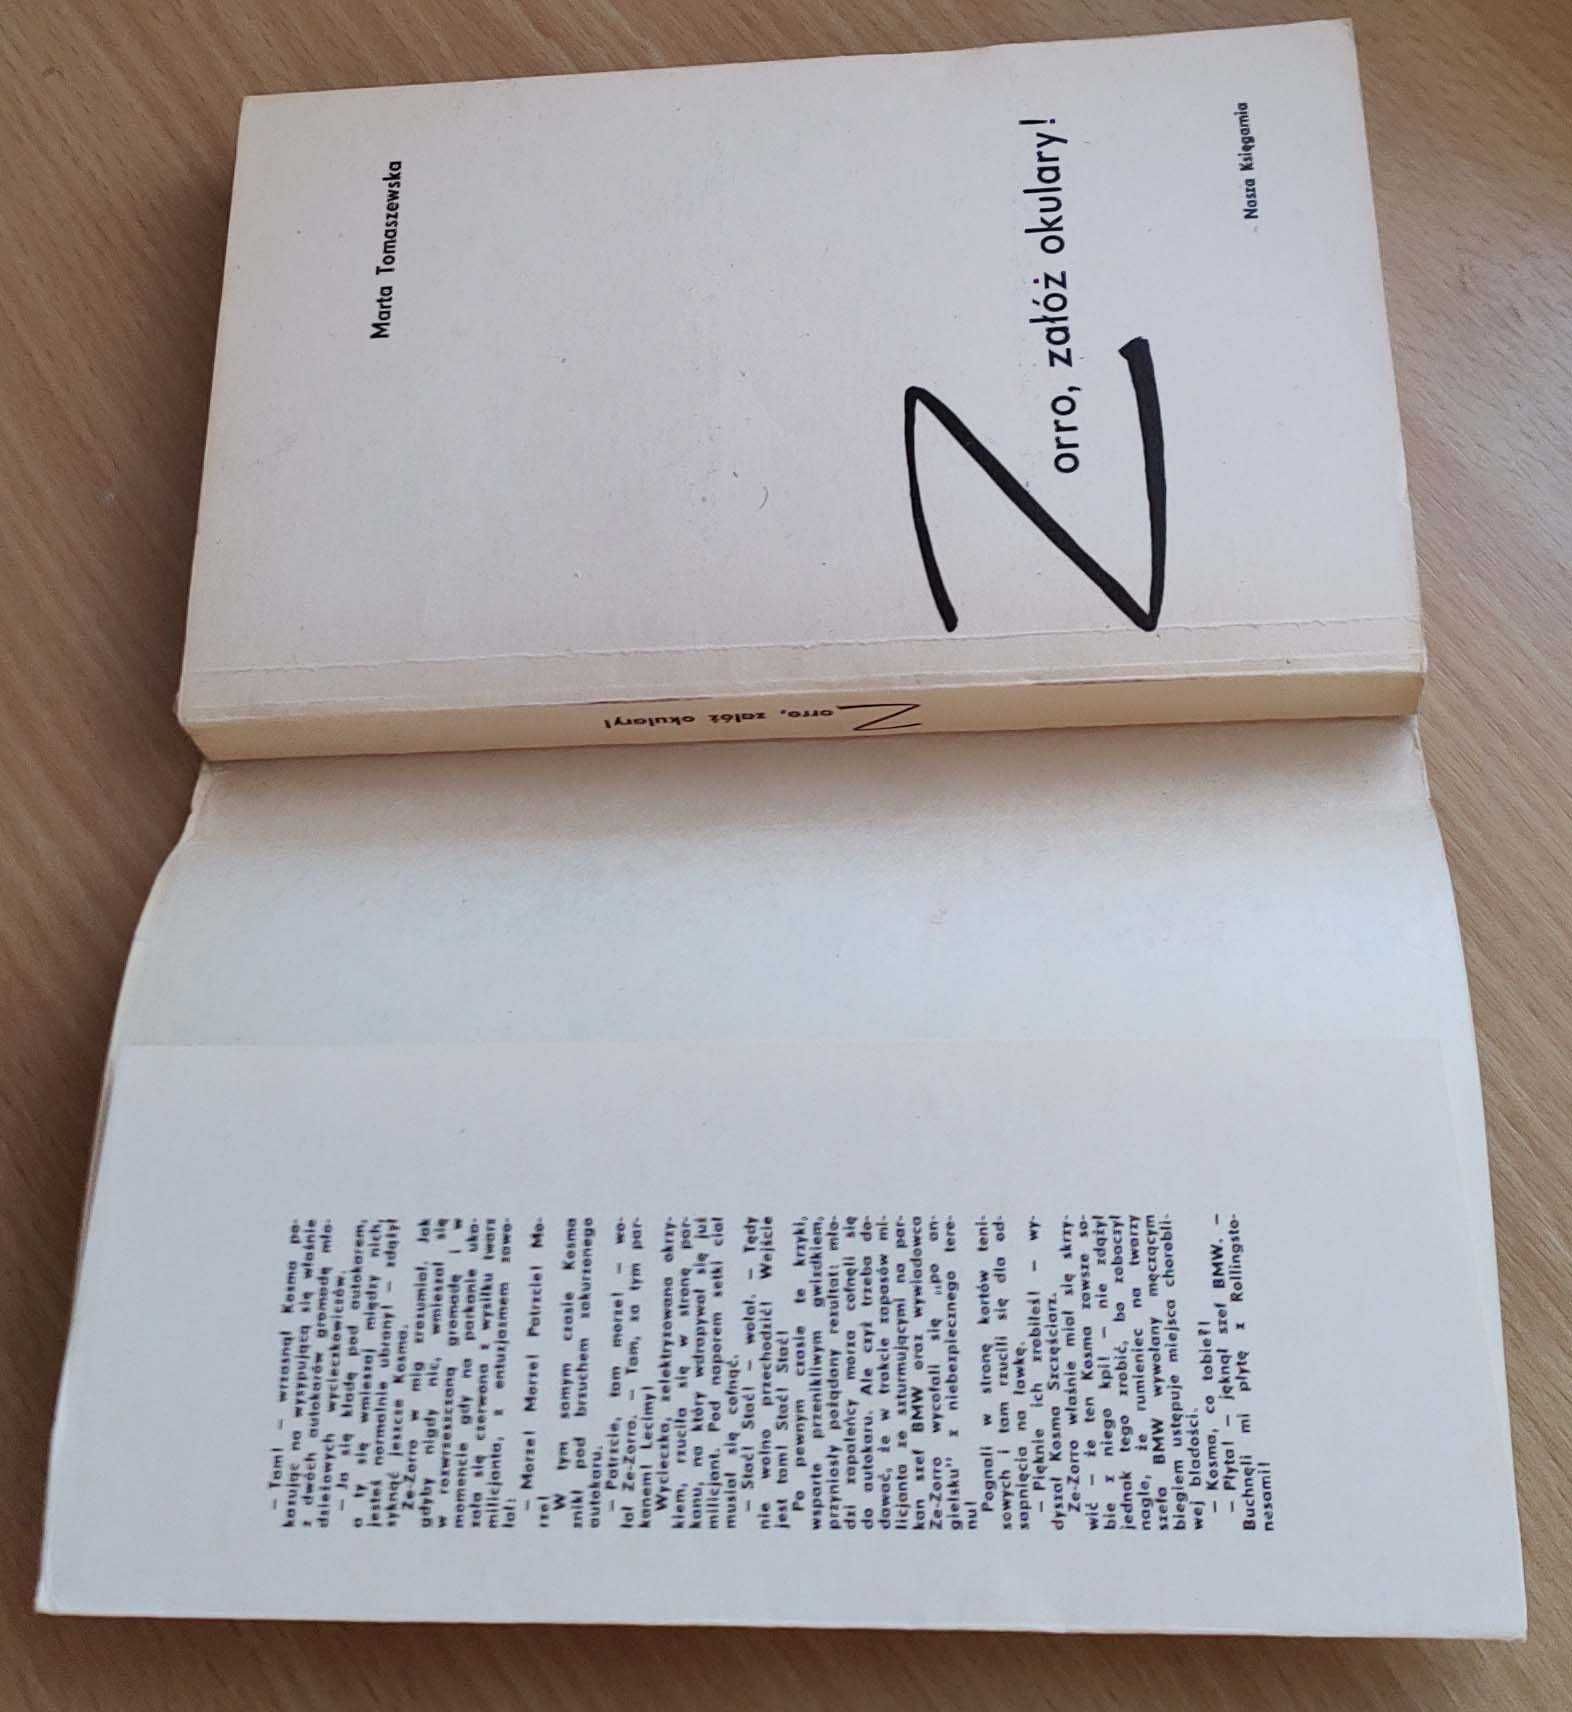 Marta Tomaszewska
Zorro, załóż okulary!
Nasza Księgarnia
Zorro, załóż okulary!
– Tam! – wrzasnął Kosma po-
kazując na wysypującą się właśnie
z dwóch autokarów gromadę mło-
dzieżowych wycieczkowiczów.
– Ja się kładę pod autokarem,
a ty się wmieszaj między nich,
jesteś normalnie ubrany! – zdążył
syknąć jeszcze Kosma.
Ze-Zorro w mig zrozumiał. Jak
gdyby nigdy nic, wmieszał się
w rozwrzeszczaną gromadę i w
momencie gdy na parkanie uka-
zała się czerwona z wysiłku twarz
milicjanta, z entuzjazmem zawo-
łał:
– Morze! Morze! Patrzcie! Mo-
rze!
W tym samym czasie Kosma
znikł pod brzuchem zakurzonego
autokaru.
– Patrzcie, tam morze! – wo-
łał Ze-Zorro. – Tam, za tym par-
kanem! Lecimy!
Wycieczka, zelektryzowana okrzy-
kiem, rzuciła się w stronę par-
kanu, na który wdrapywał się już
milicjant. Pod naporem setki ciał
musiał się cofnąć.
– Stać! Stać! – wołał. – Tędy
nie wolno przechodzić! Wejście
jest tam! Stać! Stać!
Po pewnym czasie te krzyki,
wsparte przenikliwym gwizdkiem,
przyniosły pożądany rezultat: mło-
dzi zapaleńcy morza cofnęli się
do autokaru. Ale czyż trzeba do-
dawać, że w trakcie zapasów mi-
licjanta ze szturmującymi na par-
kan szef BMW oraz wywiadowca
Ze-Zorro wycofali się „po an-
gielsku” z niebezpiecznego tere-
nu!
Pognali w stronę kortów teni-
sowych i tam rzucili się dla od-
sapnięcia na ławkę.
– Pięknie ich zrobiłeś! – wy-
dyszał Kosma Szczęściarz.
Ze-Zorro właśnie miał się skrzy-
wić – że ten Kosma zawsze so-
bie z niego kpi! – nie zdążył
jednak tego zrobić, bo zobaczył
nagle, że rumieniec na twarzy
szefa BMW wywołany męczącym
biegiem ustępuje miejsca chorobli-
wej bladości.
– Kosma, co tobie?!
– Płyta! – jęknął szef BMW. –
Buchnęli mi płytę z Rollingsto-
nesami!